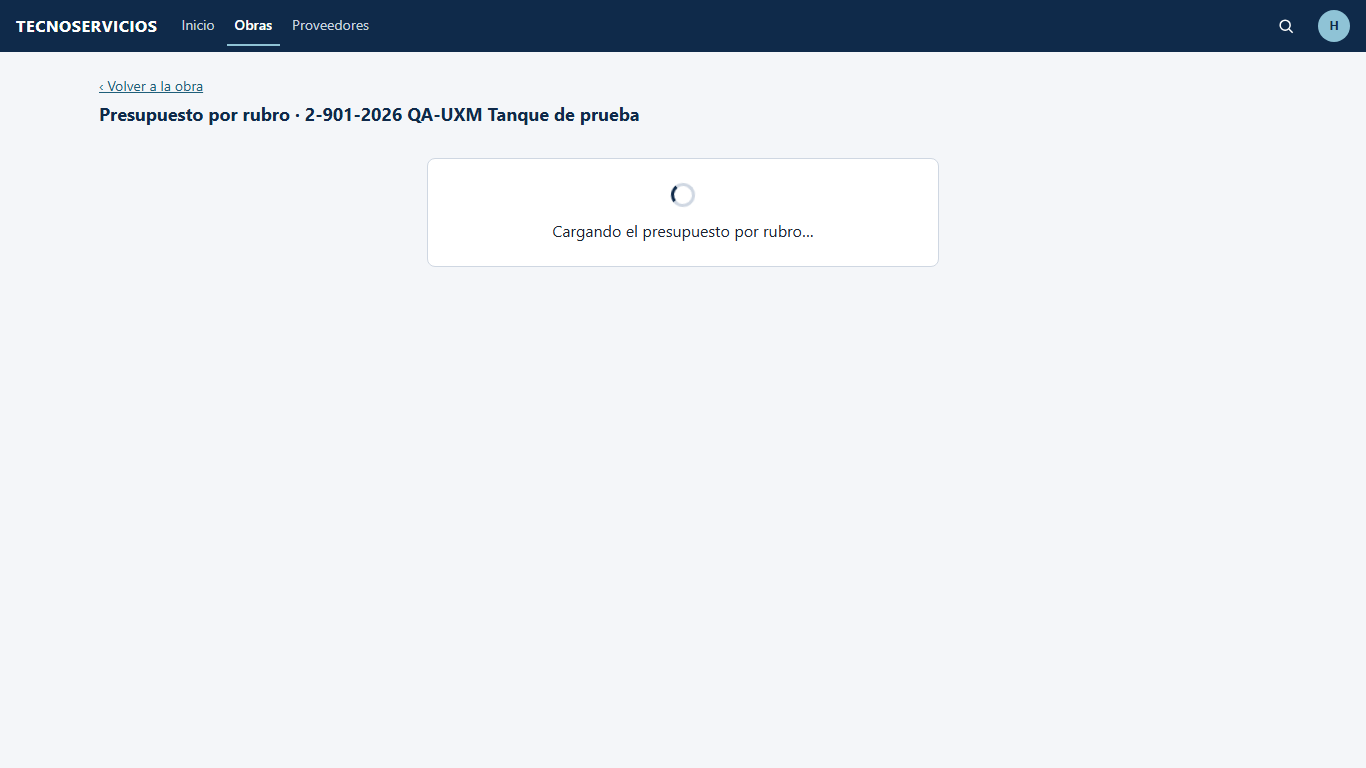 TECNOSERVICIOS Inicio Obras Proveedores H
‹ Volver a la obra
Presupuesto por rubro · 2-901-2026 QA-UXM Tanque de prueba
Cargando el presupuesto por rubro...